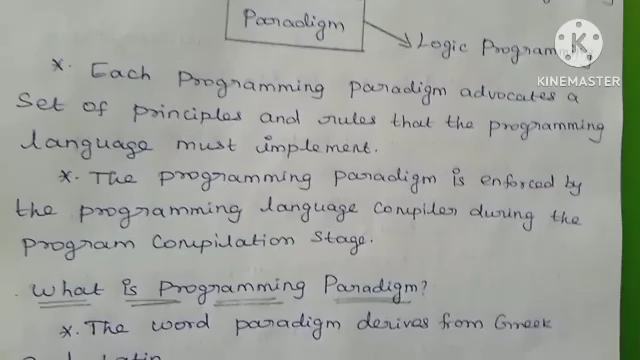 Paradigm
Logic Programming
KINEMASTER
*. Each programming paradigm advocates a
set of principles and rules that the programming
language must implement.
*. The programming paradigm is enforced by
the programming language compiler during the
program compilation stage.
What is Programming Paradigm?
*. The word paradigm derives from Greek